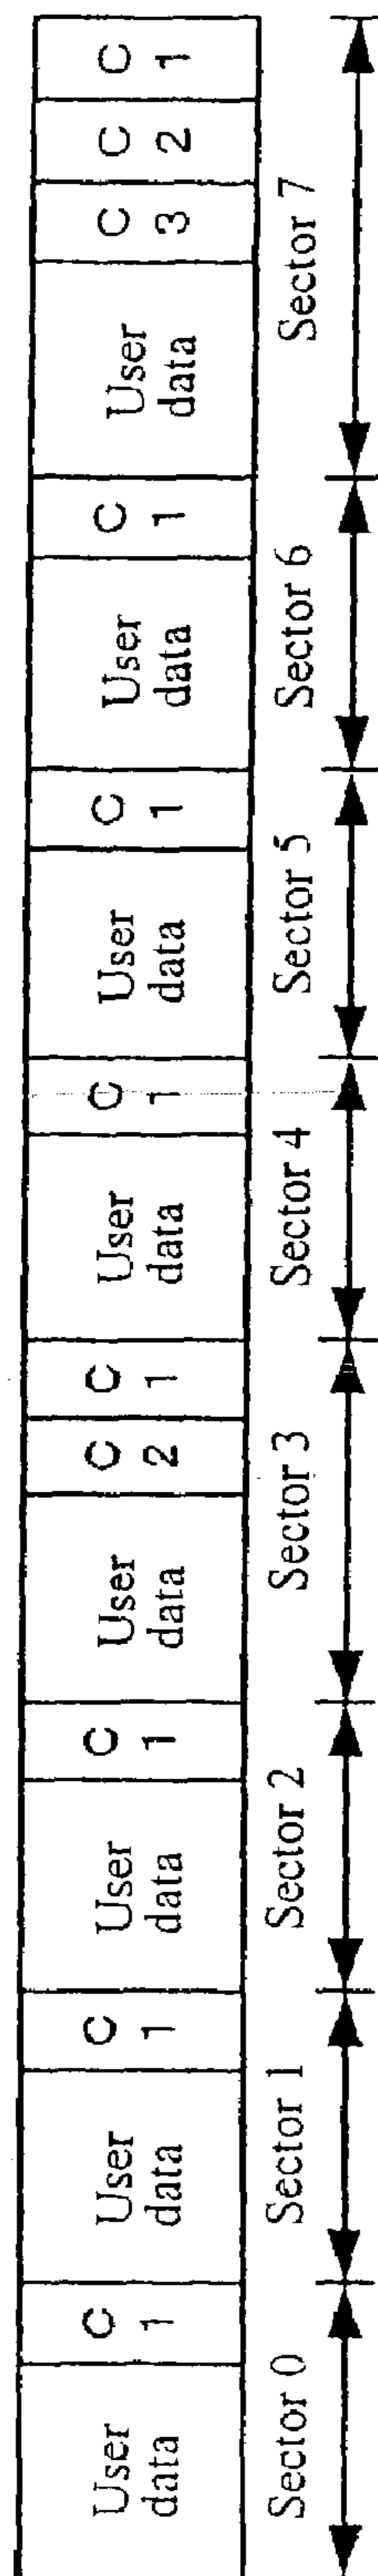 User
data
C
1
User
data
C
1
User
data
C
1
User
data
C
2
C
1
User
data
C
1
User
data
C
1
User
data
C
1
User
data
C
3
C
2
C
1
Sector 0
Sector 1
Sector 2
Sector 3
Sector 4
Sector 5
Sector 6
Sector 7